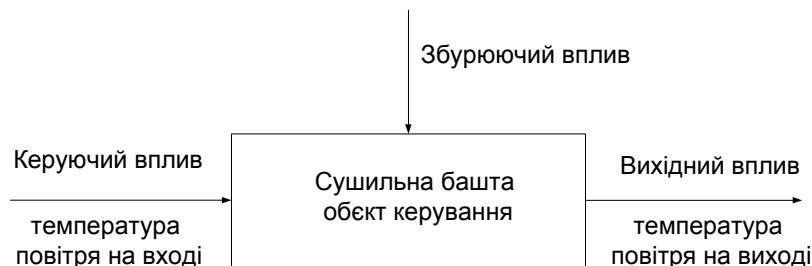 Збурюючий вплив
Керуючий вплив
Сушильна башта
обєкт керування
Вихідний вплив
температура
повітря на вході
температура
повітря на виході